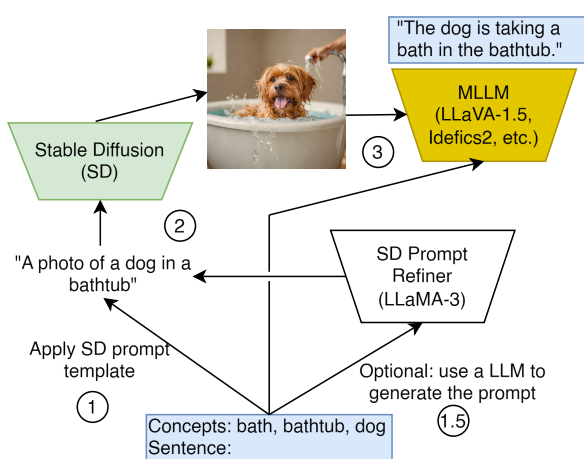 "The dog is taking a
bath in the bathtub."
MLLM
(LLaVA-1.5,
Idefics2, etc.)
Stable Diffusion
(SD)
3
2
"A photo of a dog in a
bathtub"
SD Prompt
Refiner
(LLaMA-3)
Apply SD prompt
template
1
Optional: use a LLM to
generate the prompt
1.5
Concepts: bath, bathtub, dog
Sentence: